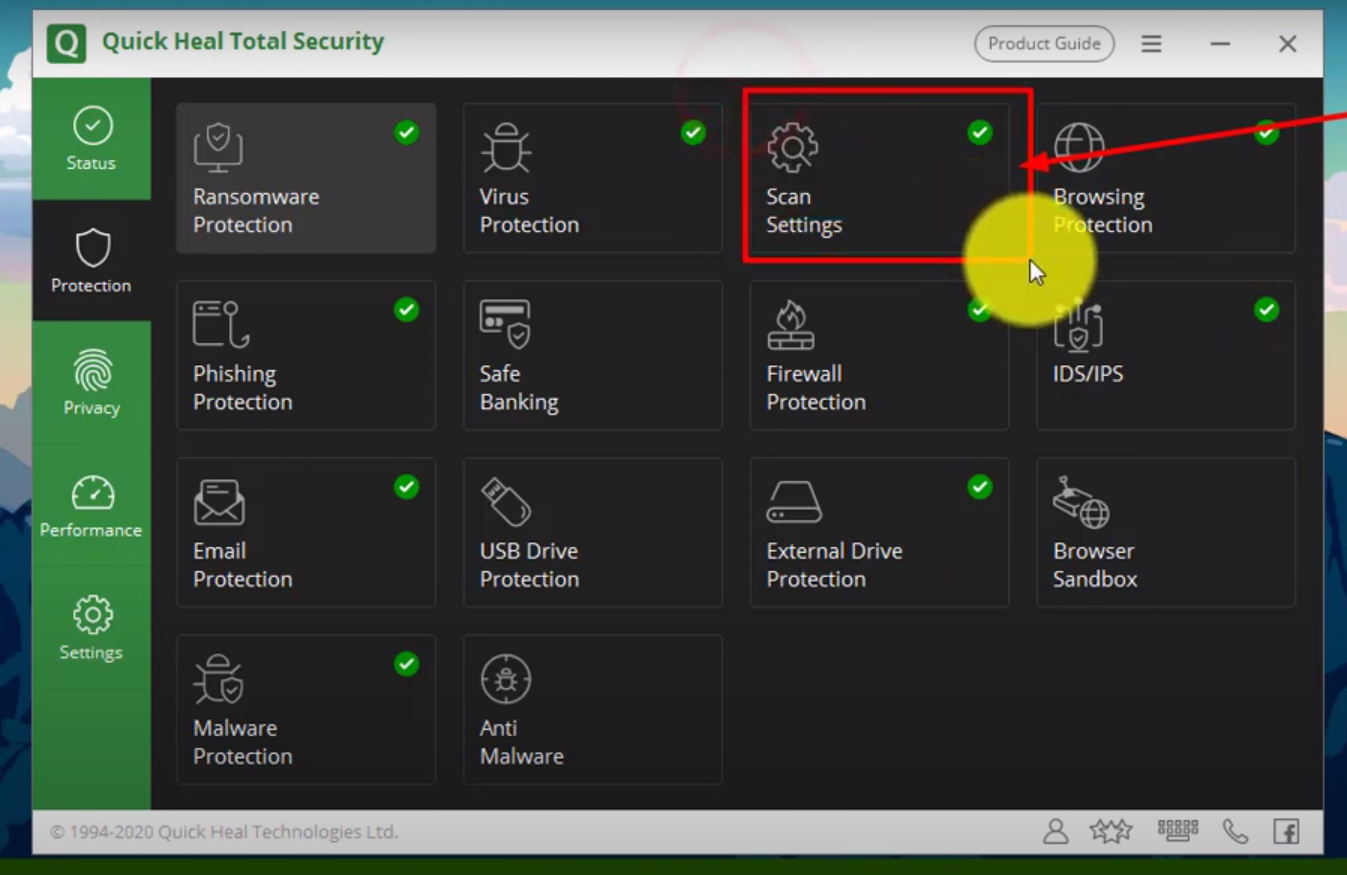 Q Quick Heal Total Security
Product Guide
Status
Protection
Privacy
Performance
Settings
Ransomware
Protection
Virus
Protection
Scan
Settings
Browsing
Protection
Phishing
Protection
Safe
Banking
Firewall
Protection
IDS/IPS
Email
Protection
USB Drive
Protection
External Drive
Protection
Browser
Sandbox
Malware
Protection
Anti
Malware
© 1994-2020 Quick Heal Technologies Ltd.